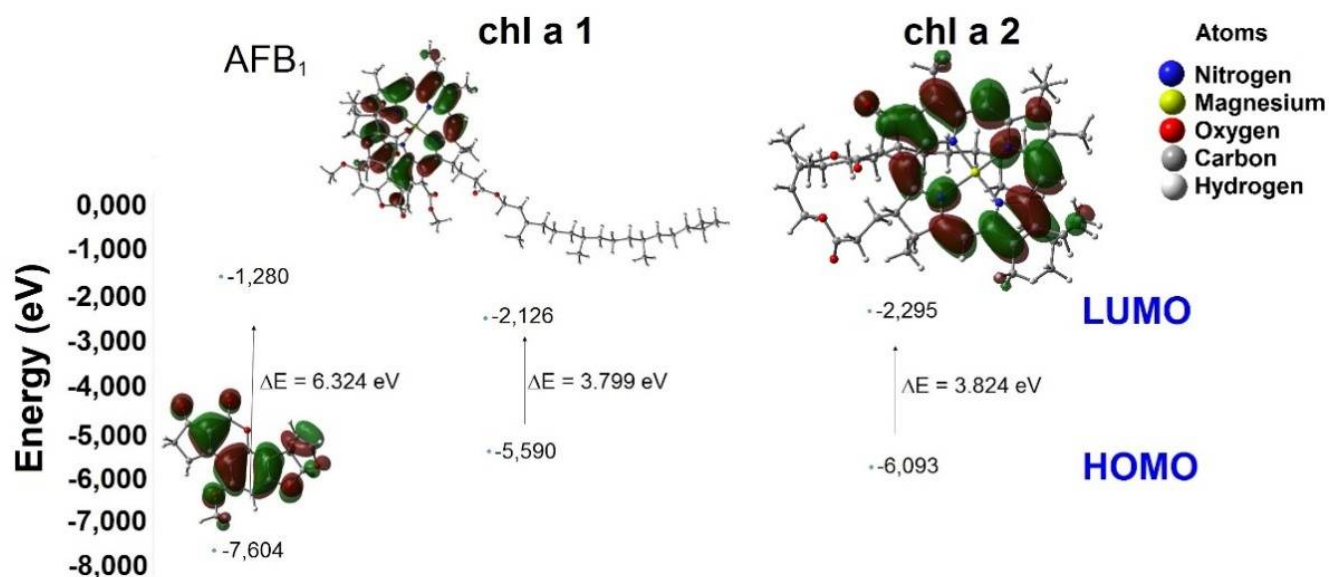 chl a 1
chl a 2
AFB₁
Atoms
Nitrogen
Magnesium
Oxygen
Carbon
Hydrogen
Energy (eV)
0,000
-1,000
-2,000
-3,000
-4,000
-5,000
-6,000
-7,000
-8,000
-1,280
-2,126
-2,295
LUMO
ΔE = 6.324 eV
ΔE = 3.799 eV
ΔE = 3.824 eV
-5,590
-6,093
HOMO
-7,604